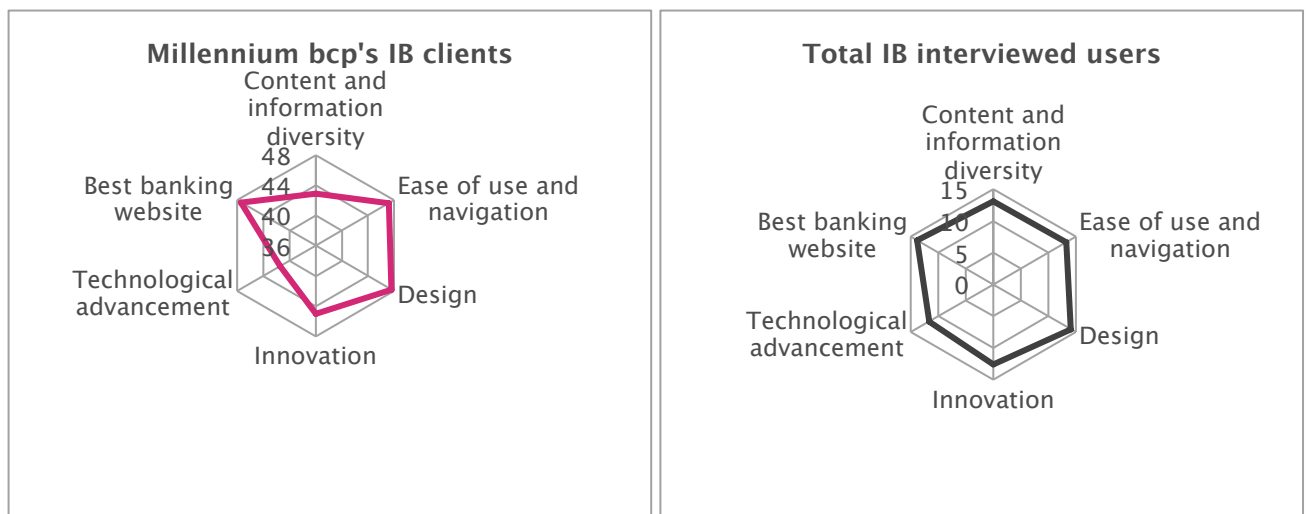 Millennium bcp's IB clients
Content and
information
diversity
48
44
40
36
Best banking
website
Ease of use and
navigation
Technological
advancement
Design
Innovation
Total IB interviewed users
Content and
information
diversity
15
10
5
0
Best banking
website
Ease of use and
navigation
Technological
advancement
Design
Innovation